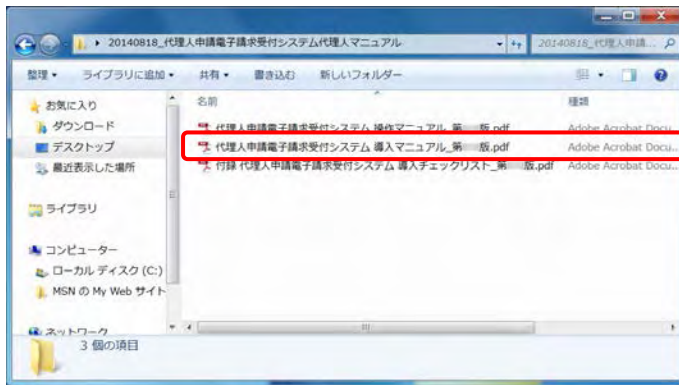 20140818_代理人申請電子請求受付システム代理人マニュアル
20140818_代理人申請...
整理
ライブラリに追加
共有
書き込む
新しいフォルダー
お気に入り
ダウンロード
デスクトップ
最近表示した場所
ライブラリ
コンピューター
ローカル ディスク (C:)
MSN の My Web サイト
ネットワーク
名前
種類
代理人申請電子請求受付システム 操作マニュアル_第 版.pdf
Adobe Acrobat Docu...
代理人申請電子請求受付システム 導入マニュアル_第 版.pdf
Adobe Acrobat Docu...
付録 代理人申請電子請求受付システム 導入チェックリスト_第 版.pdf
Adobe Acrobat Docu...
3 個の項目